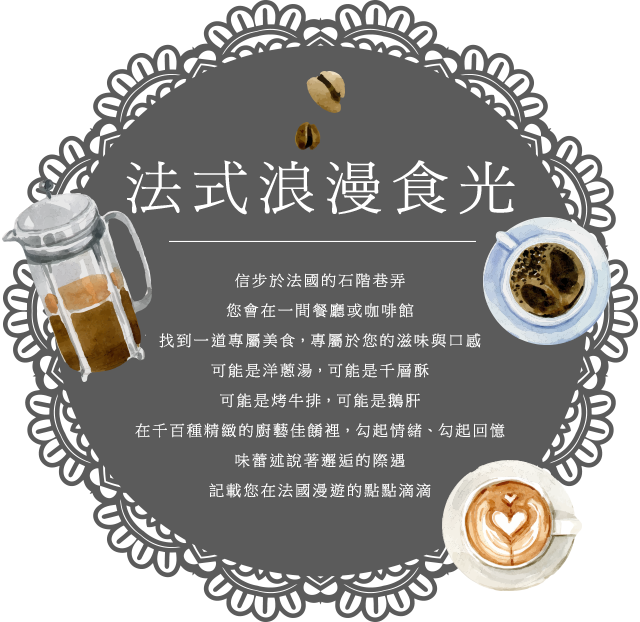 法式浪漫食光
信步於法國的石階巷弄
您會在一間餐廳或咖啡館
找到一道專屬美食，專屬於您的滋味與口感
可能是洋蔥湯，可能是千層酥
可能是烤牛排，可能是鵝肝
在千百種精緻的廚藝佳餚裡，勾起情緒、勾起回憶
味蕾述說著邂逅的際遇
記載您在法國漫遊的點點滴滴